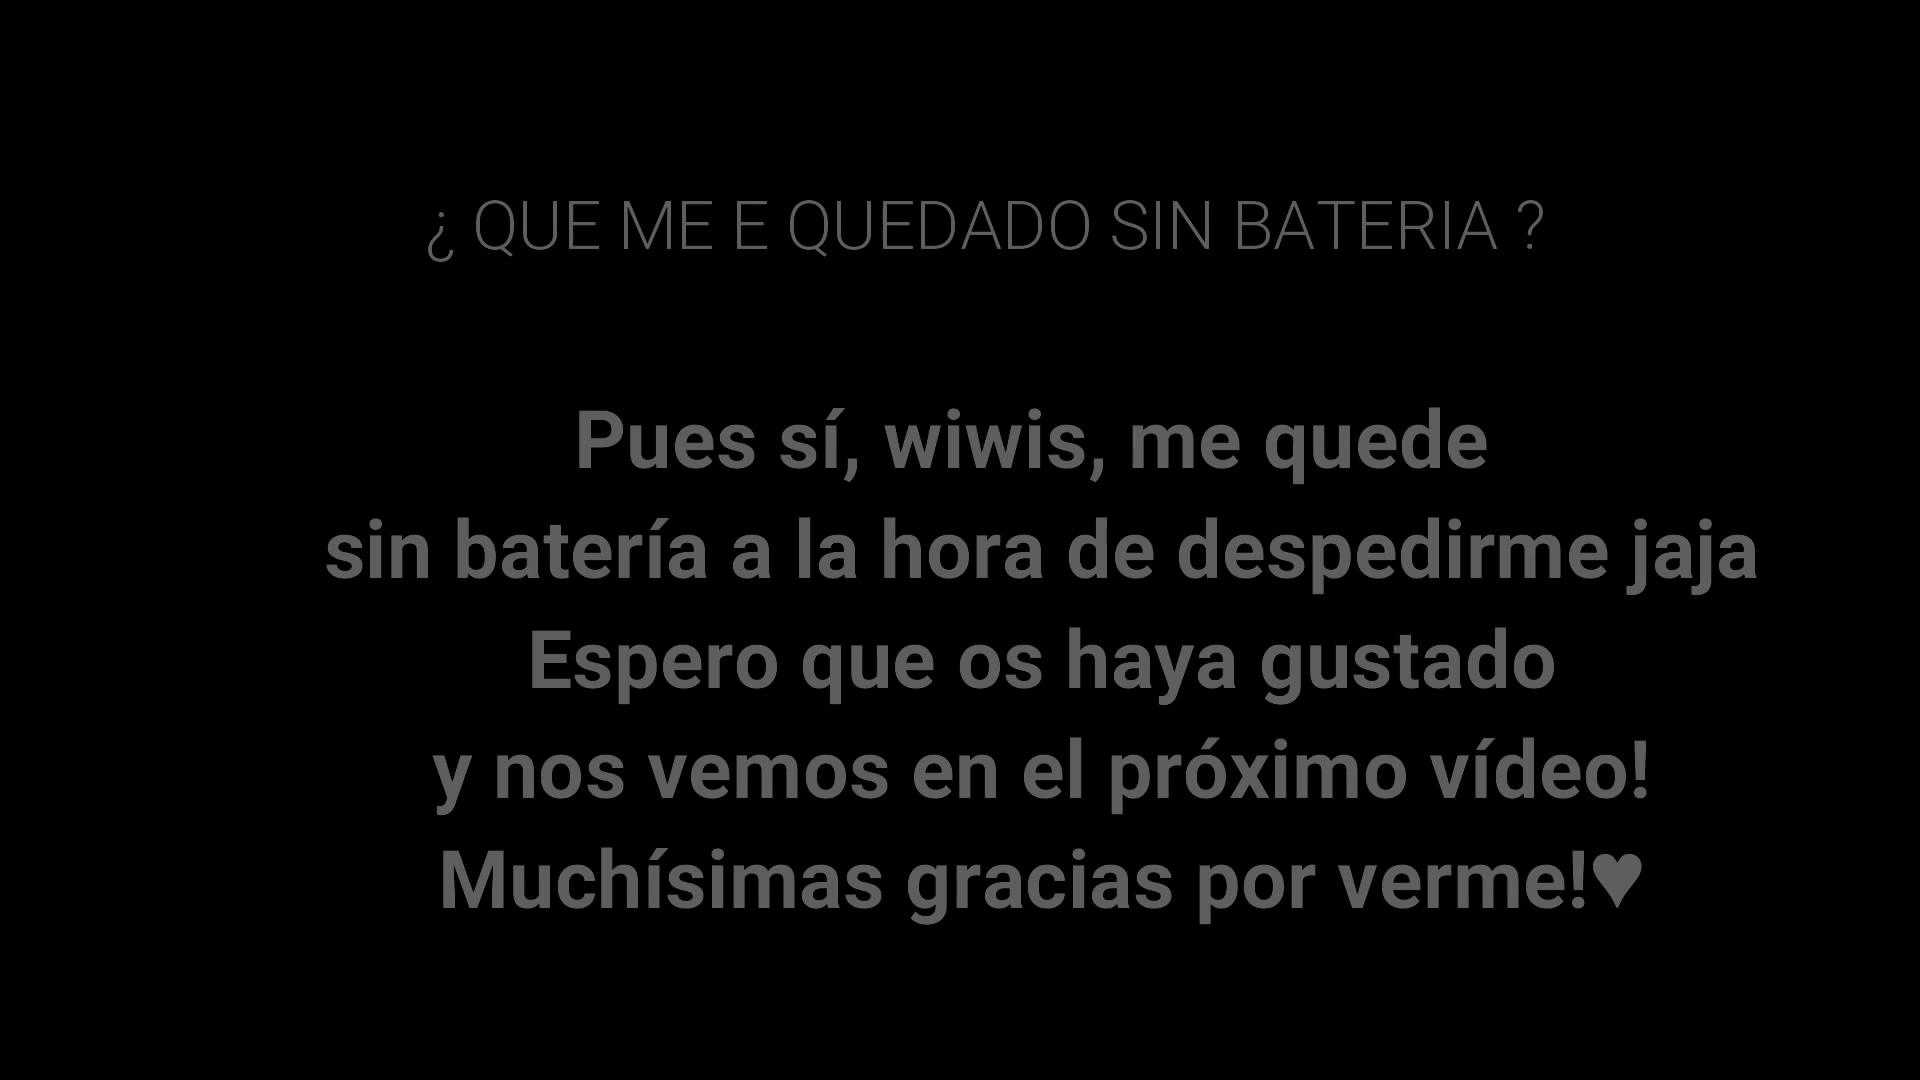 ¿ QUE ME E QUEDADO SIN BATERIA ?
Pues sí, wiwis, me quede
sin batería a la hora de despedirme jaja
Espero que os haya gustado
y nos vemos en el próximo vídeo!
Muchísimas gracias por verme!♥